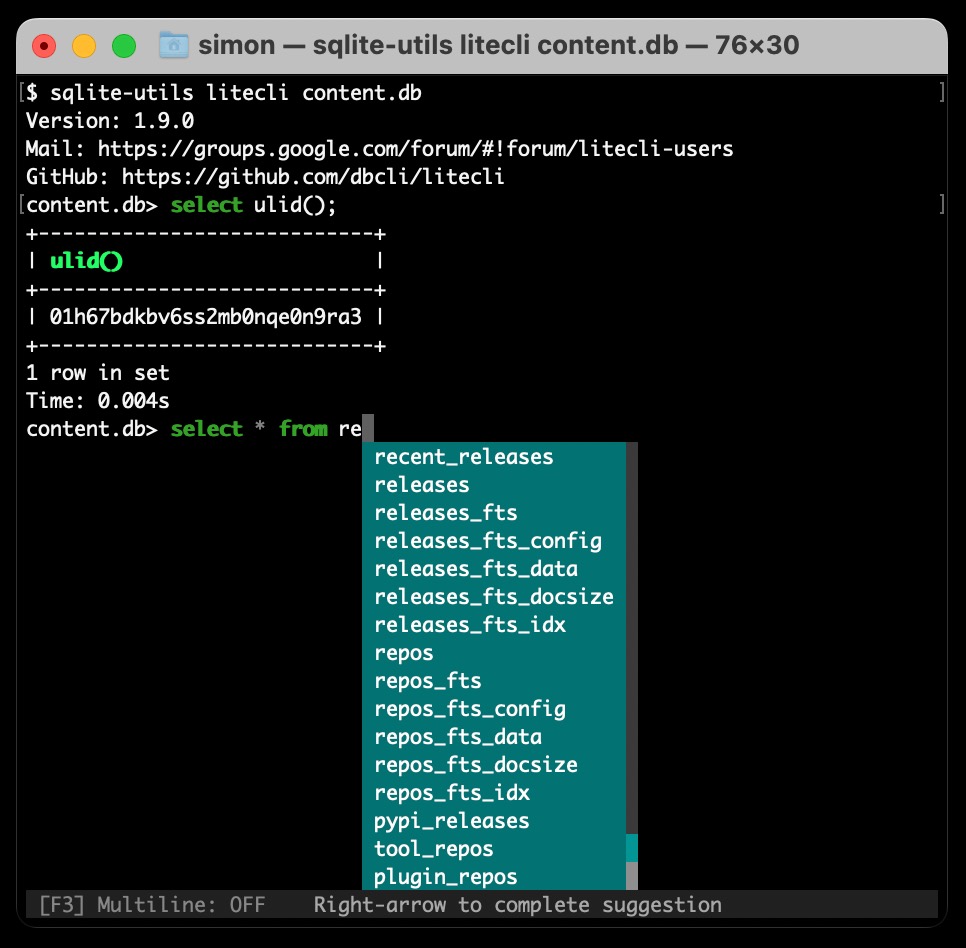 simon — sqlite-utils litecli content.db — 76×30
[$ sqlite-utils litecli content.db ]
Version: 1.9.0
Mail: https://groups.google.com/forum/#!forum/litecli-users
GitHub: https://github.com/dbcli/litecli
[content.db> select ulid(); ]
+----------------------------+
| ulid()                     |
+----------------------------+
| 01h67bdkbv6ss2mb0nqe0n9ra3 |
+----------------------------+
1 row in set
Time: 0.004s
content.db> select * from re
recent_releases
releases
releases_fts
releases_fts_config
releases_fts_data
releases_fts_docsize
releases_fts_idx
repos
repos_fts
repos_fts_config
repos_fts_data
repos_fts_docsize
repos_fts_idx
pypi_releases
tool_repos
plugin_repos
[F3] Multiline: OFF    Right-arrow to complete suggestion